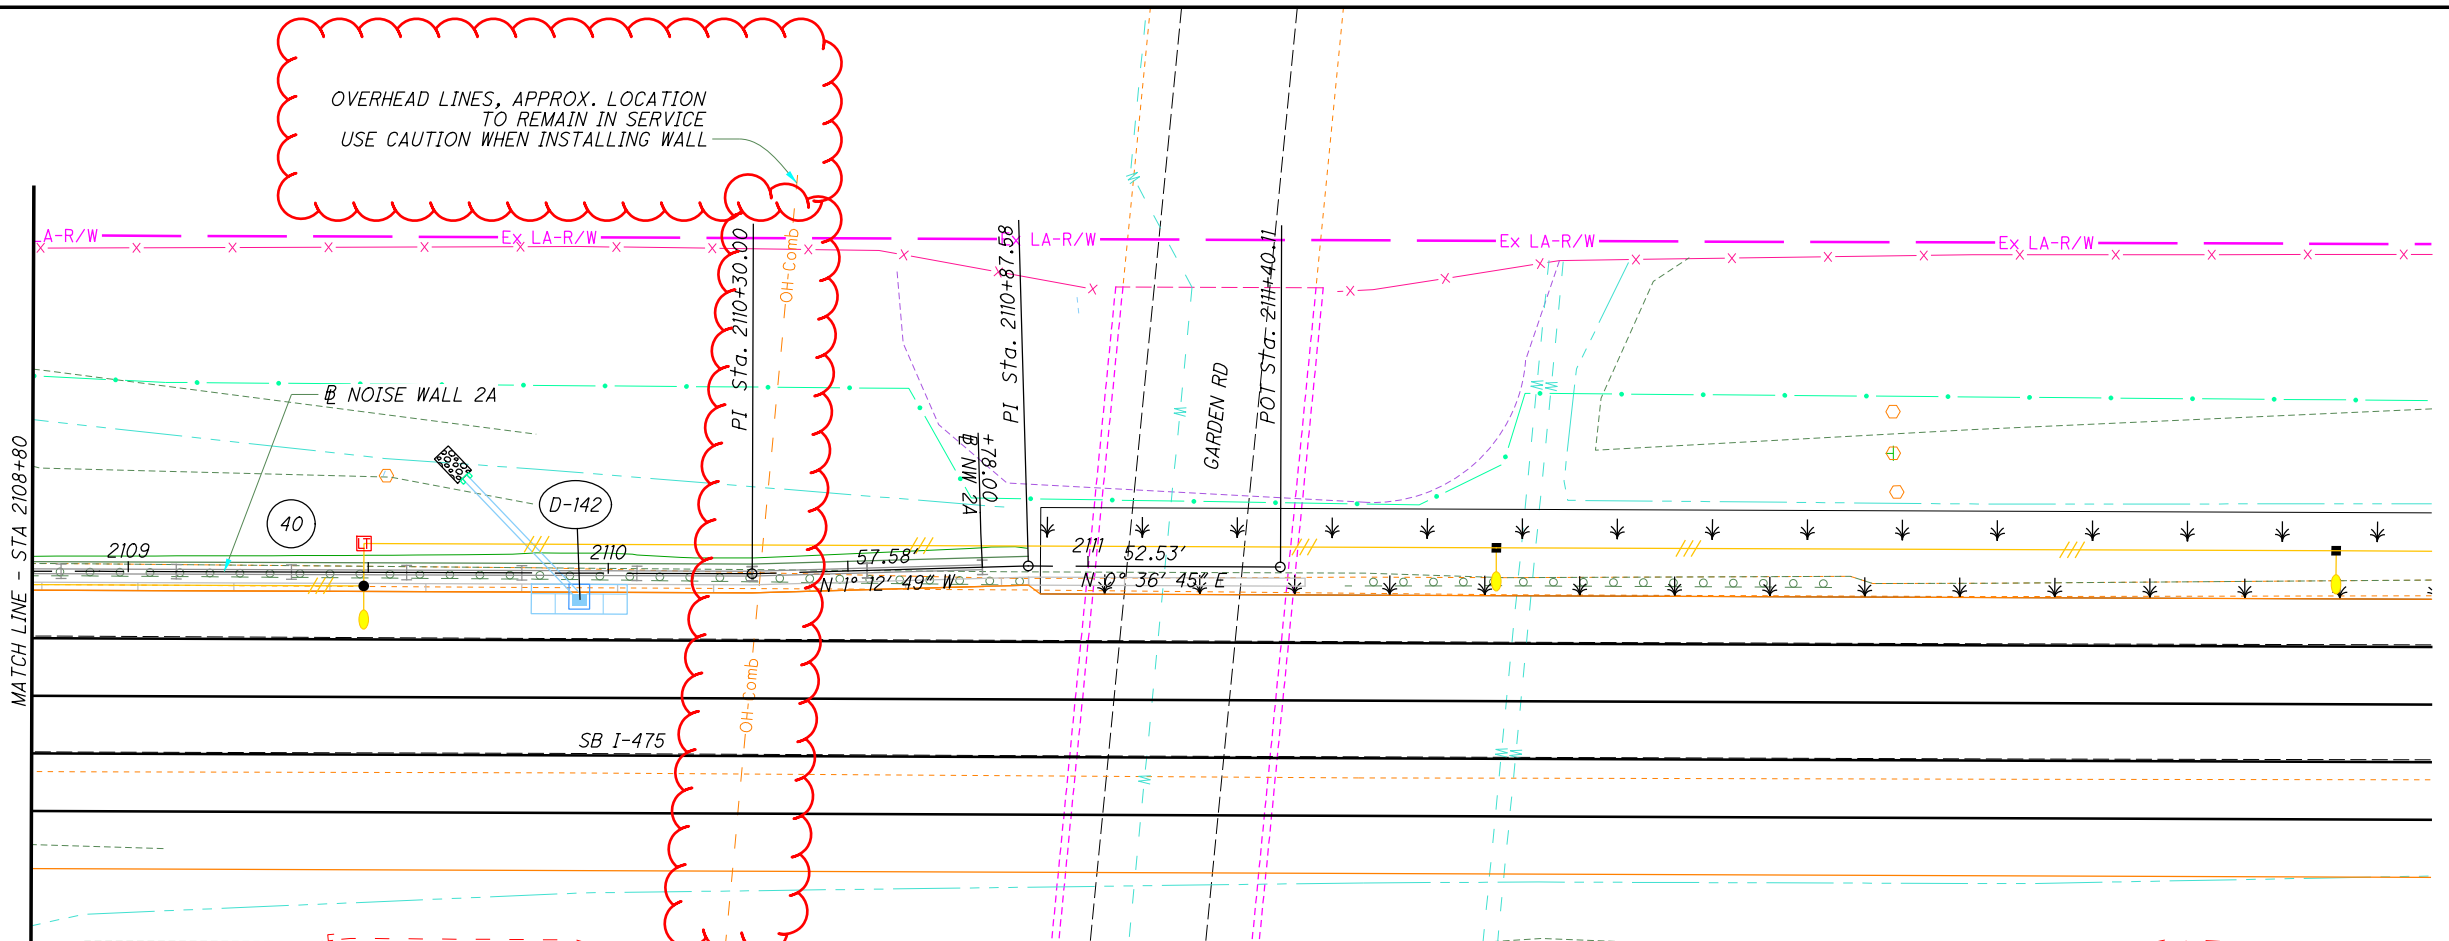 OVERHEAD LINES, APPROX. LOCATION
TO REMAIN IN SERVICE
USE CAUTION WHEN INSTALLING WALL
A-R/W
Ex LA-R/W
Ex LA-R/W
Ex LA-R/W
Ex LA-R/W
OH-Comb
PI Sta. 2110+30.00
PI Sta. 2110+87.58
POT Sta. 2111+40.11
GARDEN RD
W
W
W
W
B NOISE WALL 2A
+78.00
B NW 2A
MATCH LINE - STA 2108+80
40
D-142
LT
2109
2110
57.58'
N 1° 12' 49" W
2111
52.53'
N 0° 36' 45" E
OH-Comb
SB I-475
W
W
W